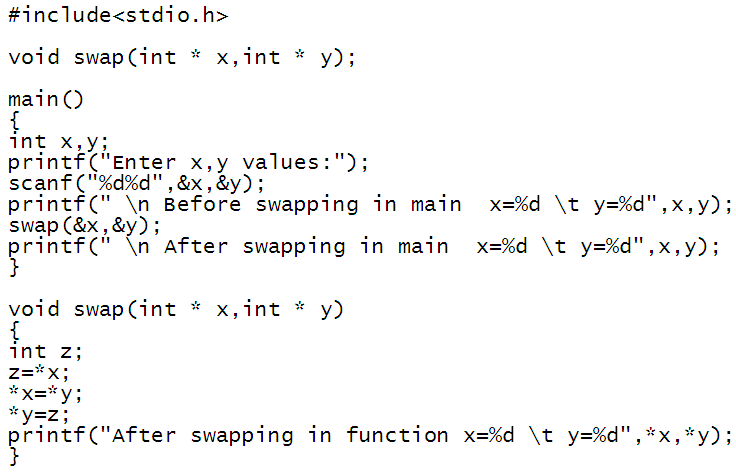 #include<stdio.h>
void swap(int * x,int * y);
main()
{
int x,y;
printf("Enter x,y values:");
scanf("%d%d",&x,&y);
printf(" \n Before swapping in main  x=%d \t y=%d",x,y);
swap(&x,&y);
printf(" \n After swapping in main  x=%d \t y=%d",x,y);
}
void swap(int * x,int * y)
{
int z;
z=*x;
*x=*y;
*y=z;
printf("After swapping in function x=%d \t y=%d",*x,*y);
}